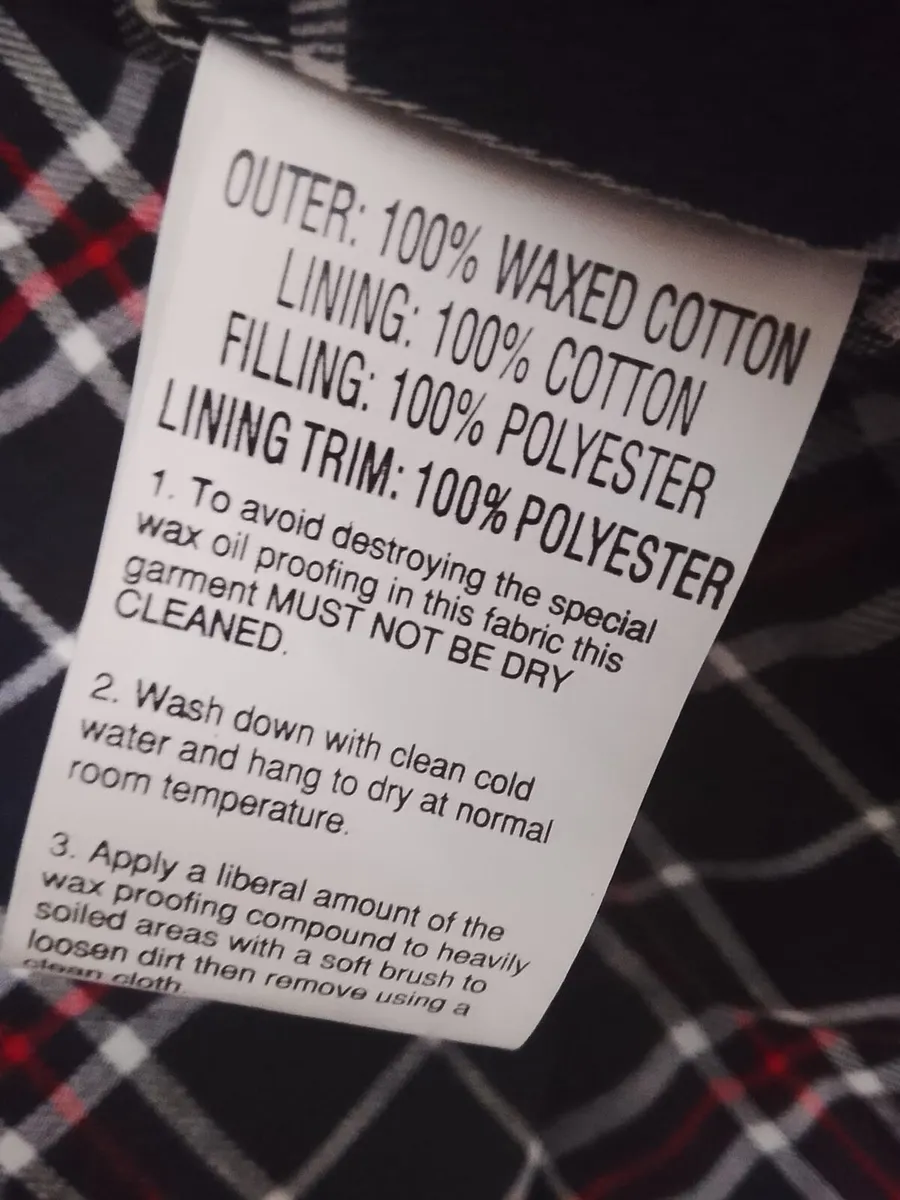 OUTER: 100% WAXED COTTON
LINING: 100% COTTON
FILLING: 100% POLYESTER
LINING TRIM: 100% POLYESTER
1. To avoid destroying the special
wax oil proofing in this fabric this
garment MUST NOT BE DRY
CLEANED.
2. Wash down with clean cold
water and hang to dry at normal
room temperature.
3. Apply a liberal amount of the
wax proofing compound to heavily
soiled areas with a soft brush to
loosen dirt then remove using a
clean cloth.